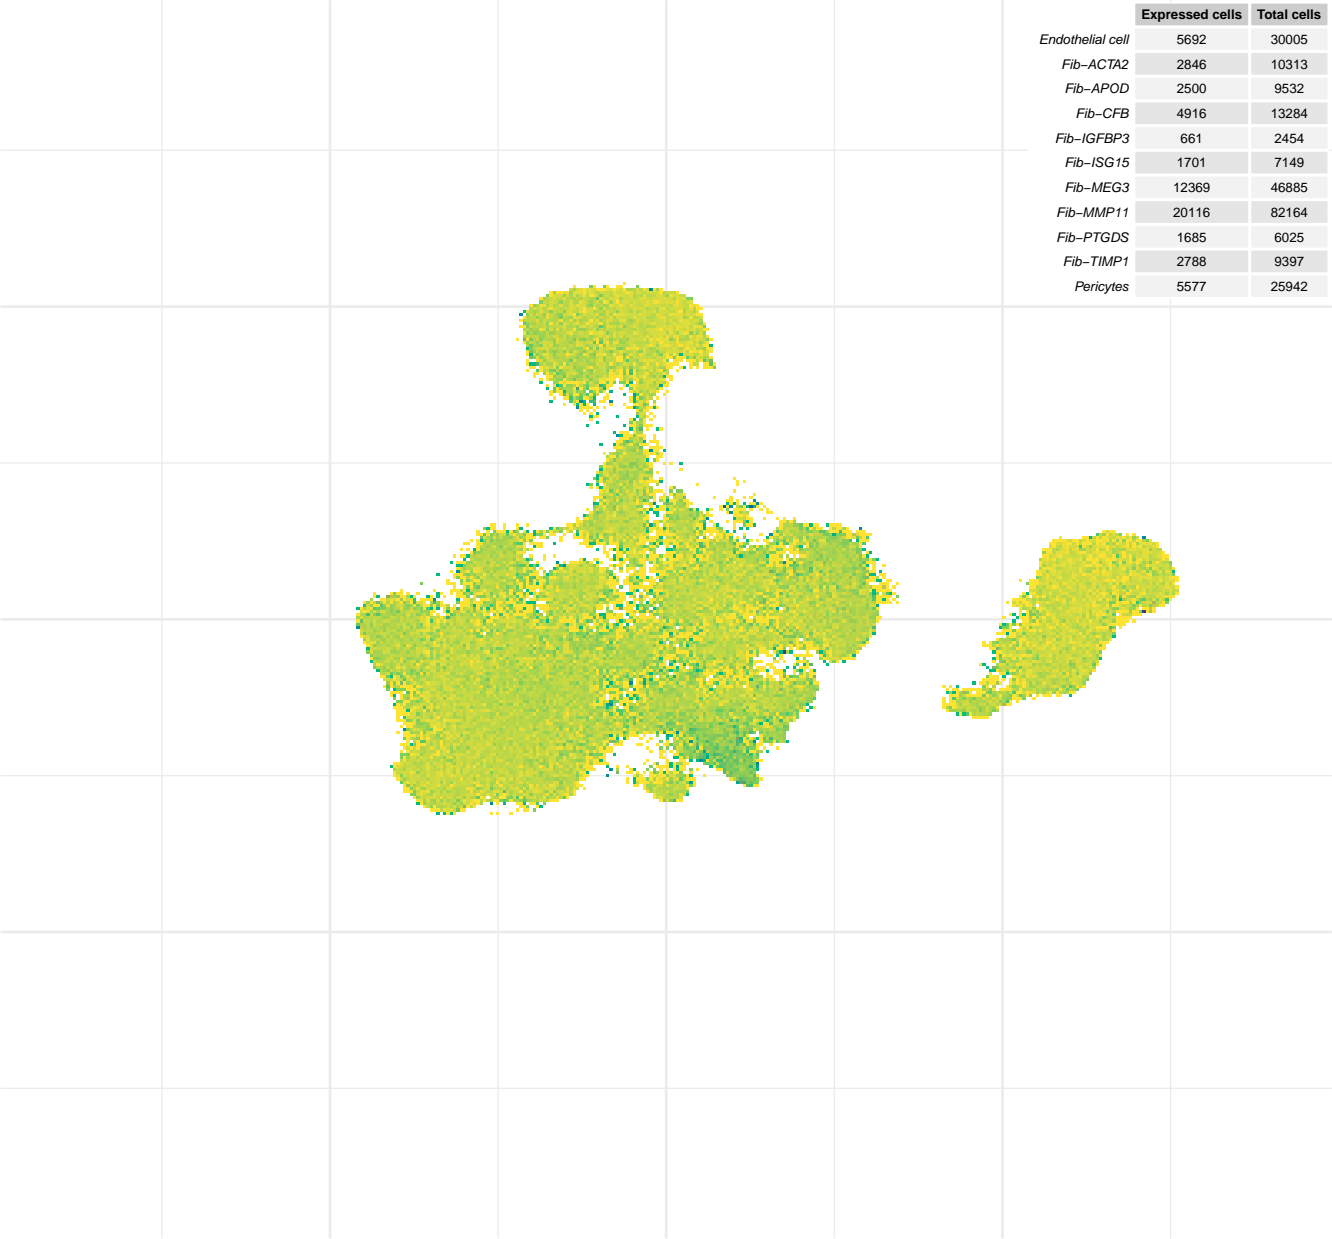 Expressed cells Total cells
Endothelial cell 5692 30005
Fib−ACTA2 2846 10313
Fib−APOD 2500 9532
Fib−CFB 4916 13284
Fib−IGFBP3 661 2454
Fib−ISG15 1701 7149
Fib−MEG3 12369 46885
Fib−MMP11 20116 82164
Fib−PTGDS 1685 6025
Fib−TIMP1 2788 9397
Pericytes 5577 25942